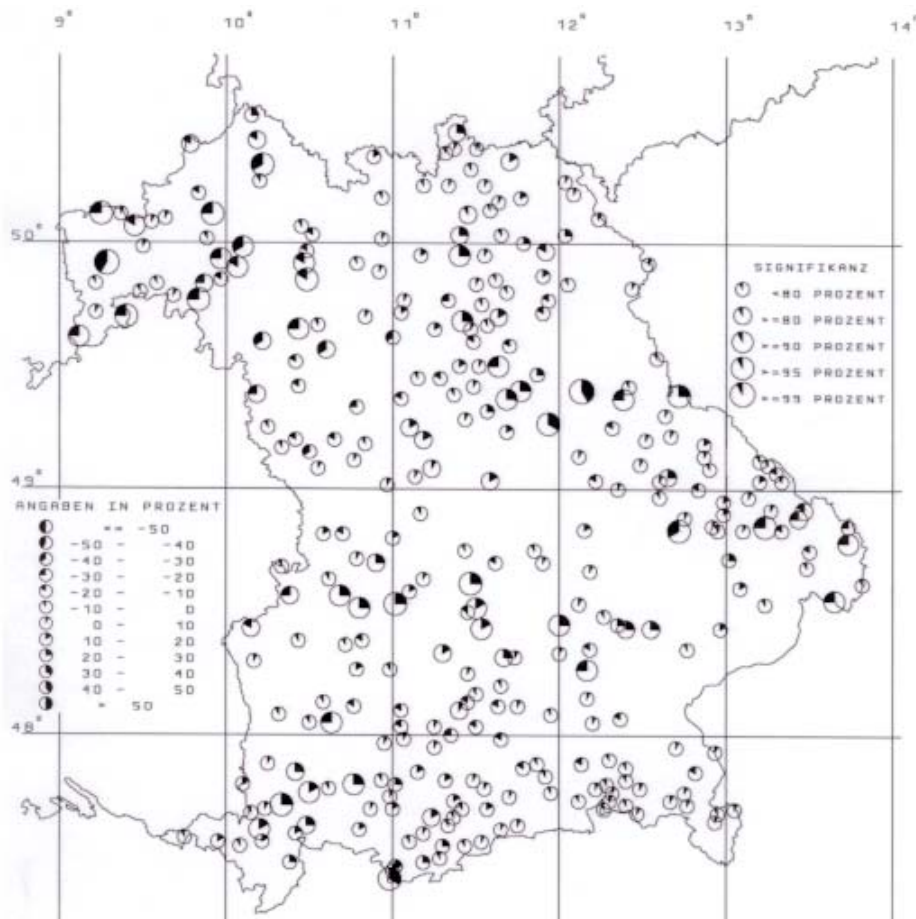 9° 10° 11° 12° 13° 14°
50°
SIGNIFIKANZ
<80 PROZENT
>=80 PROZENT
>=90 PROZENT
>=95 PROZENT
>=99 PROZENT
49°
ANGABEN IN PROZENT
<= -50
-50 - -40
-40 - -30
-30 - -20
-20 - -10
-10 - 0
0 - 10
10 - 20
20 - 30
30 - 40
40 - 50
> 50
48°